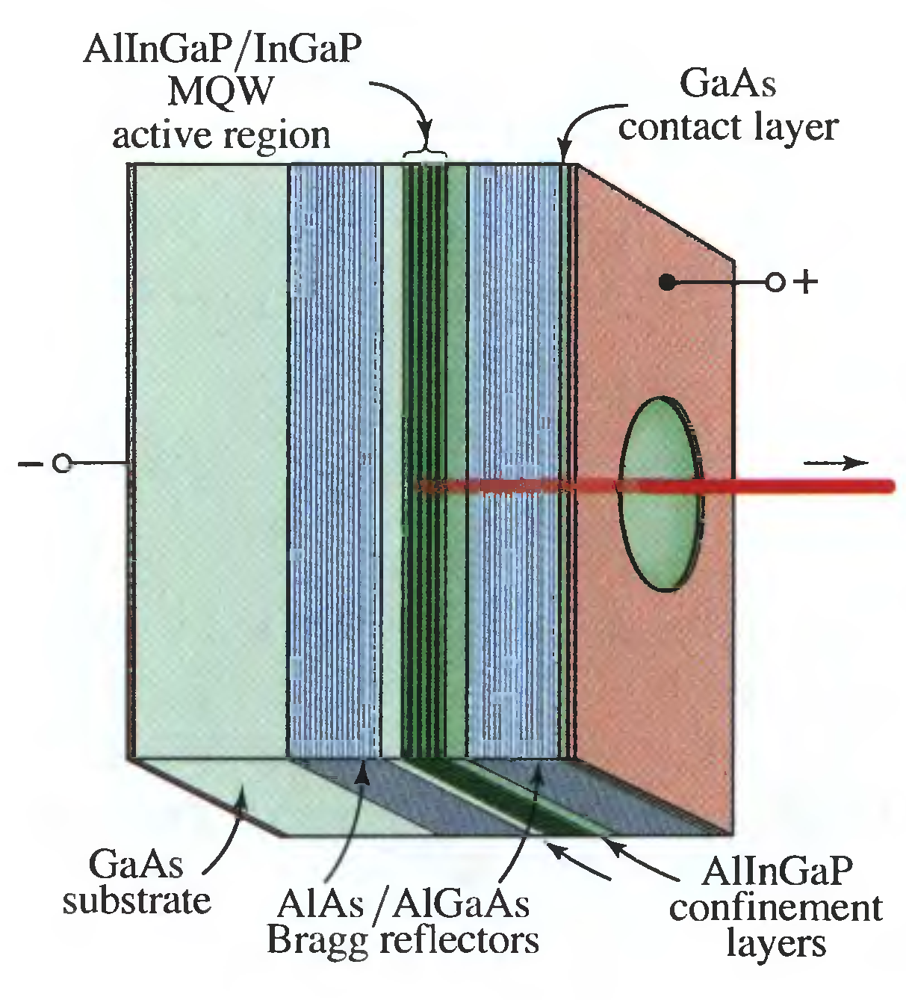 AlInGaP/InGaP
MQW
active region
GaAs
contact layer
+
−
GaAs
substrate
AlAs/AlGaAs
Bragg reflectors
AlInGaP
confinement
layers